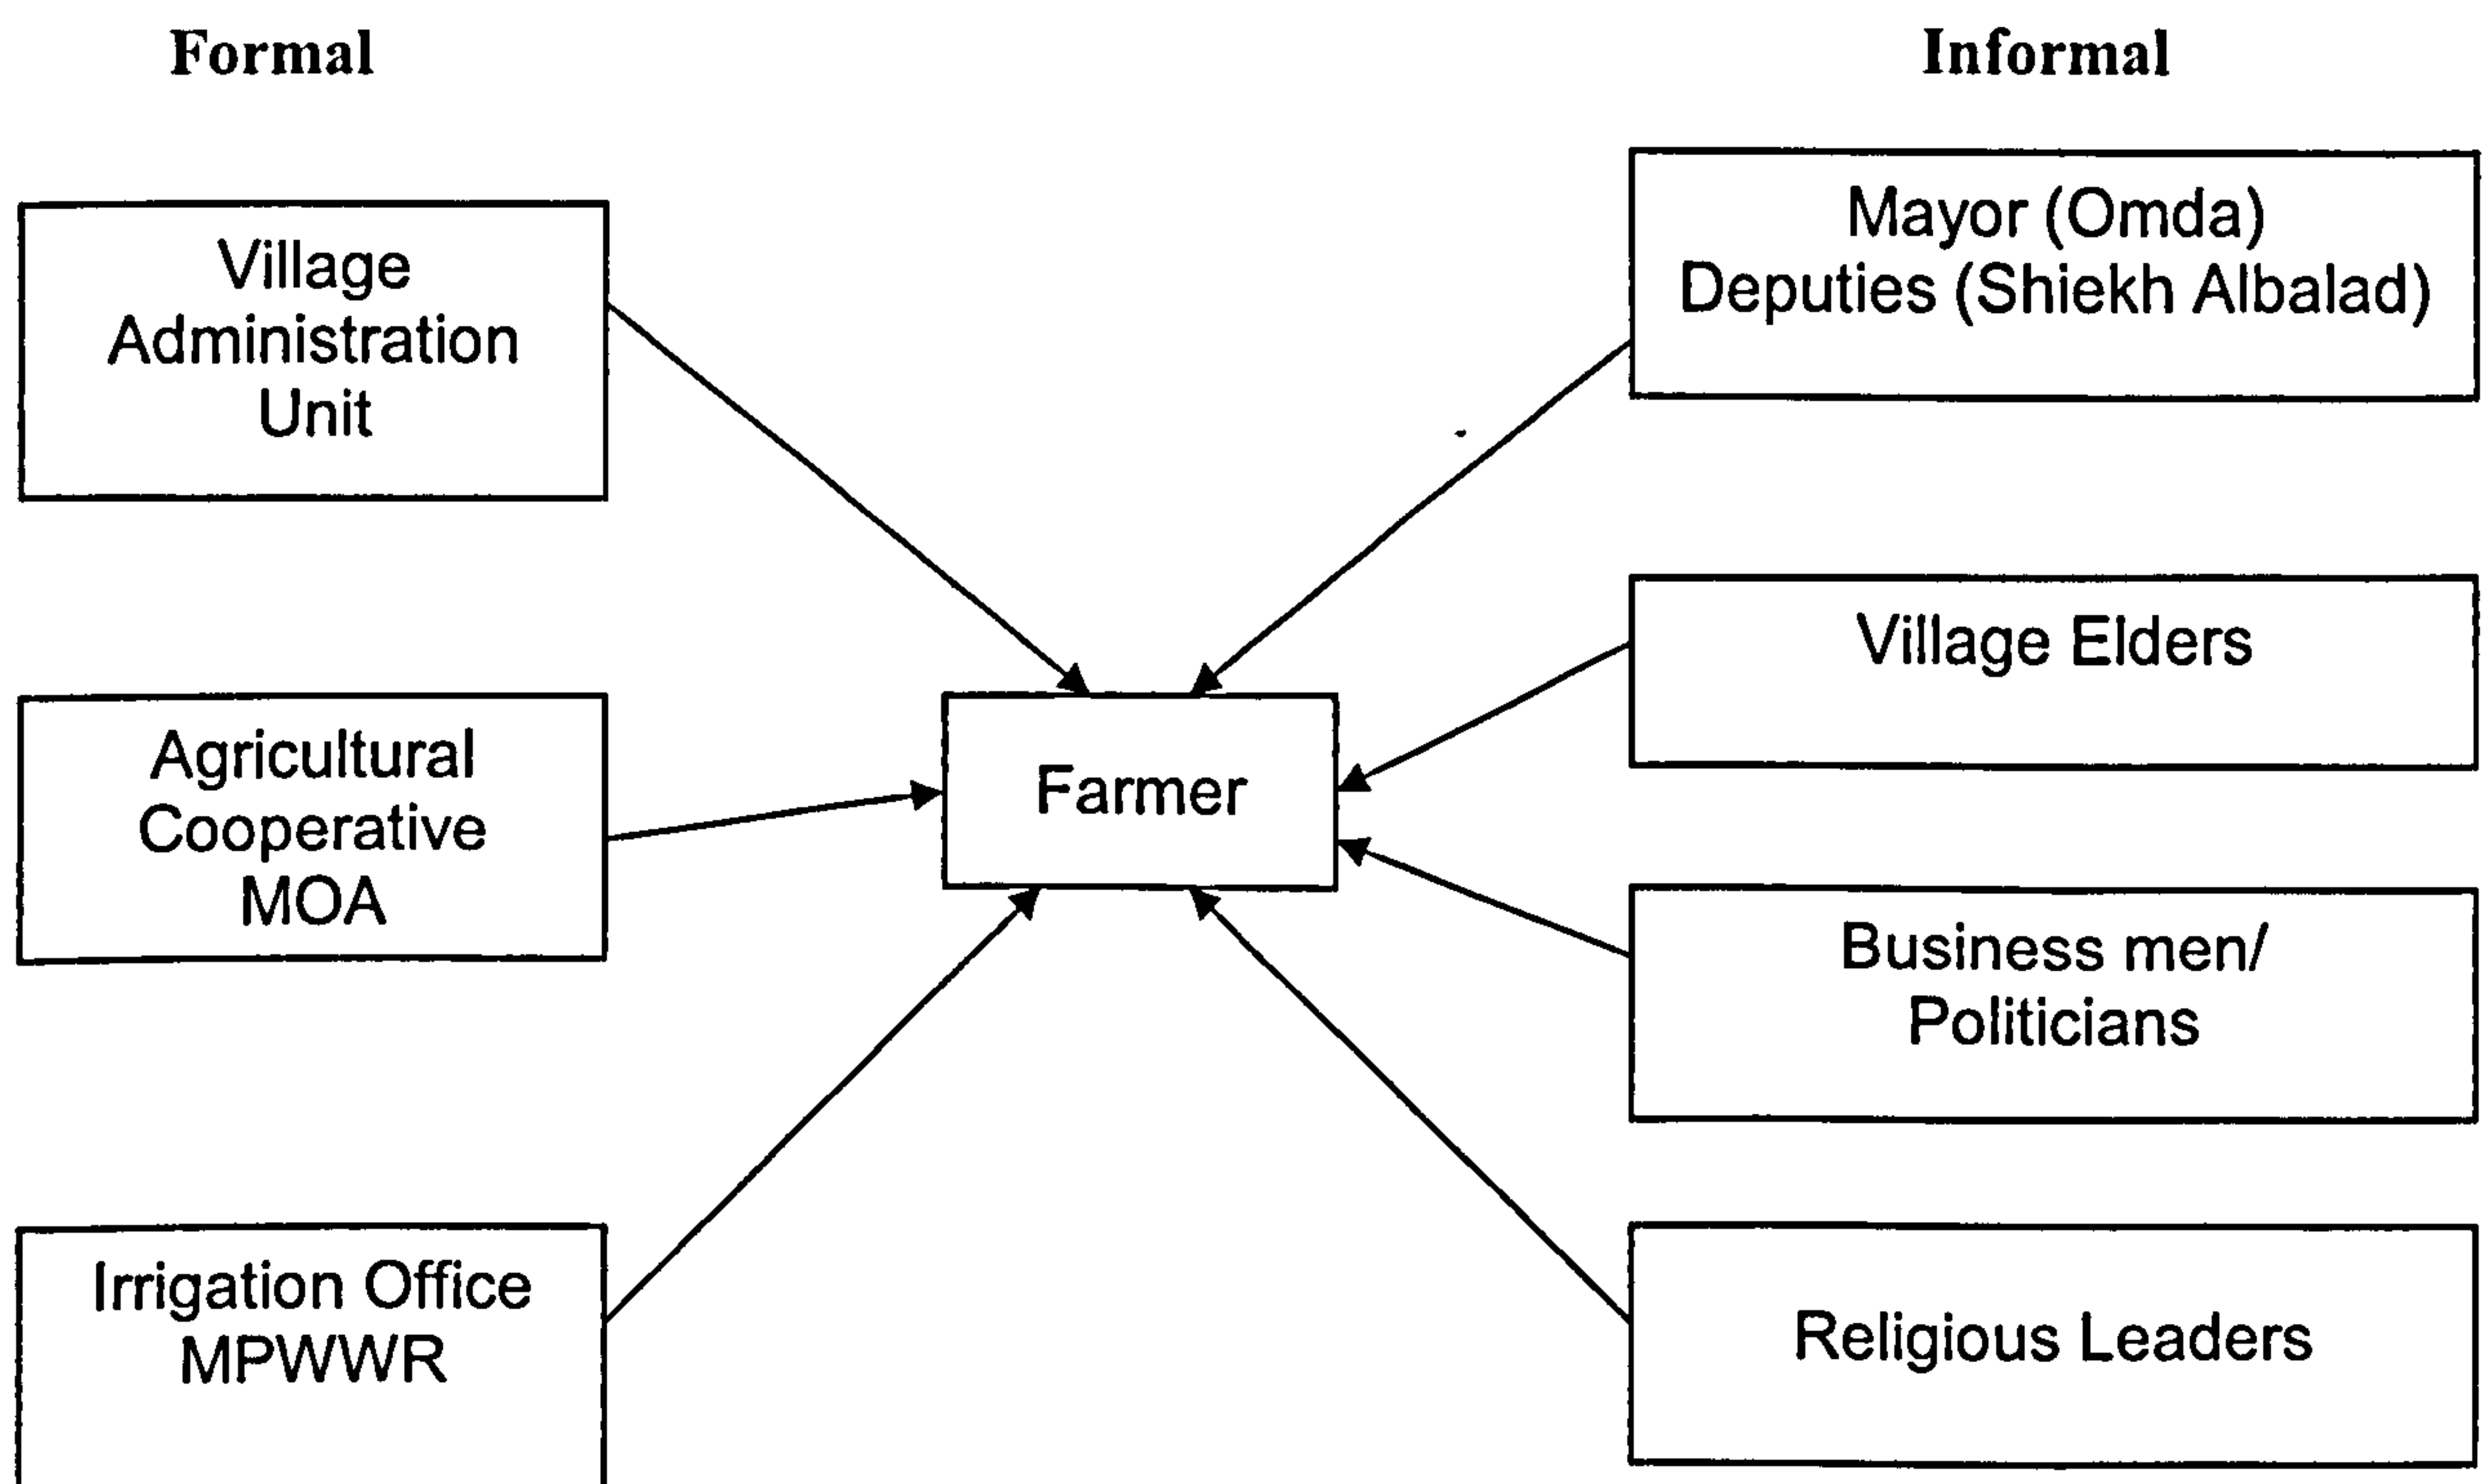 Formal
Informal
Village
Administration
Unit
Mayor (Omda)
Deputies (Shiekh Albalad)
Agricultural
Cooperative
MOA
Farmer
Village Elders
Business men/
Politicians
Irrigation Office
MPWWR
Religious Leaders